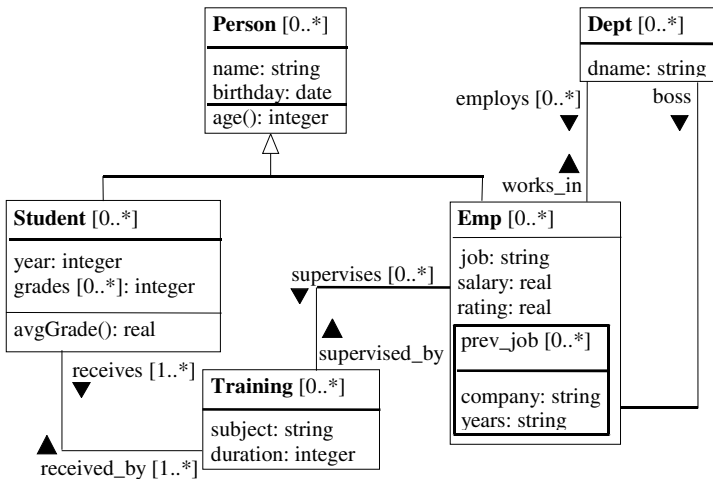 Person [0..*]
name: string
birthday: date
age(): integer
Dept [0..*]
dname: string
employs [0..*]
boss
works_in
Student [0..*]
year: integer
grades [0..*]: integer
avgGrade(): real
supervises [0..*]
supervised_by
Emp [0..*]
job: string
salary: real
rating: real
prev_job [0..*]
company: string
years: string
receives [1..*]
received_by [1..*]
Training [0..*]
subject: string
duration: integer